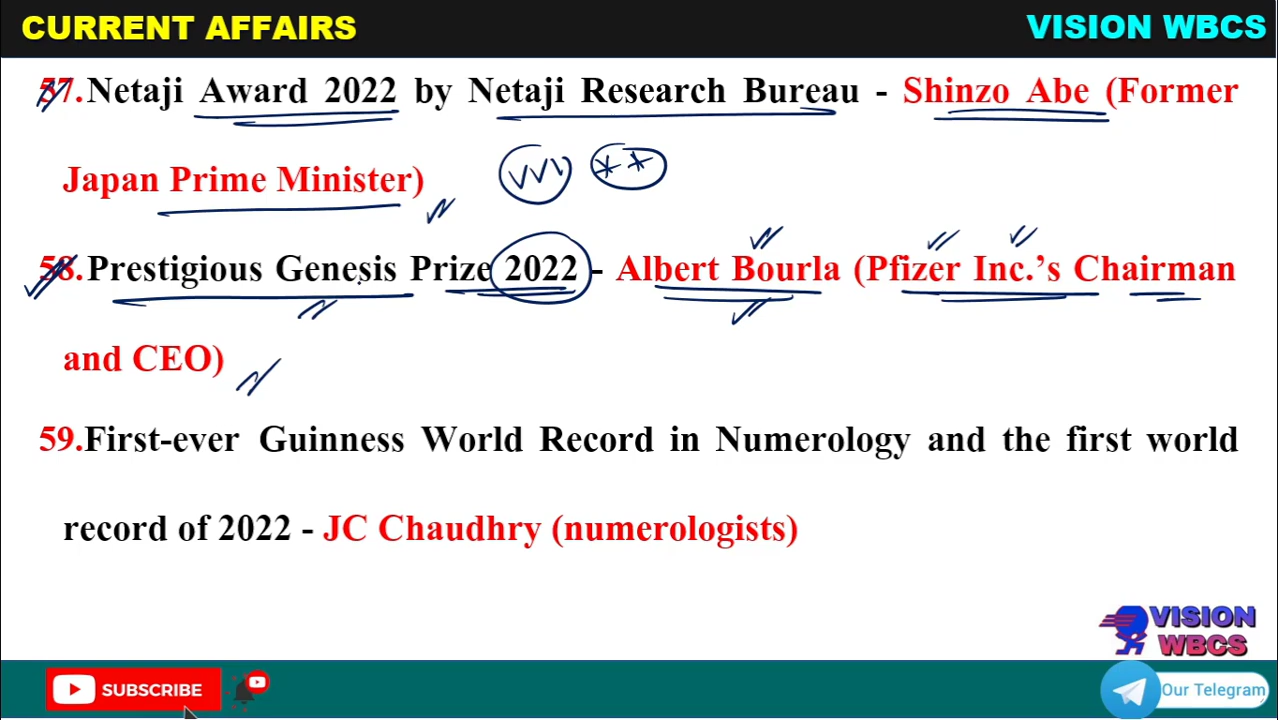 CURRENT AFFAIRS
VISION WBCS
57.Netaji Award 2022 by Netaji Research Bureau - Shinzo Abe (Former
Japan Prime Minister)
58.Prestigious Genesis Prize 2022 - Albert Bourla (Pfizer Inc.’s Chairman
and CEO)
59.First-ever Guinness World Record in Numerology and the first world
record of 2022 - JC Chaudhry (numerologists)
VISION
WBCS
SUBSCRIBE
Our Telegram